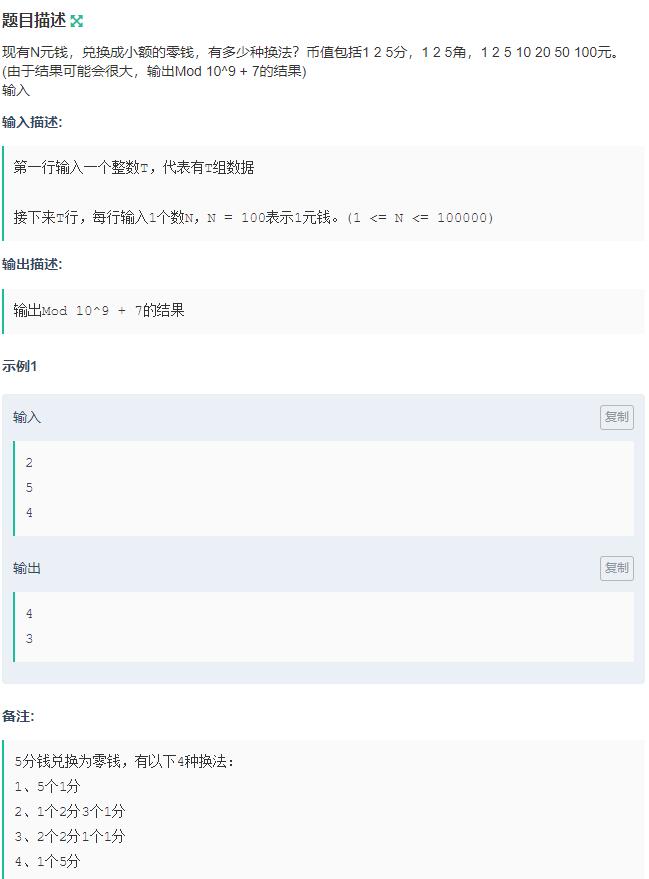 题目描述
现有N元钱，兑换成小额的零钱，有多少种换法？币值包括1 2 5分，1 2 5角，1 2 5 10 20 50 100元。
(由于结果可能会很大，输出Mod 10^9 + 7的结果)
输入
输入描述:
第一行输入一个整数T，代表有T组数据
接下来T行，每行输入1个数N，N = 100表示1元钱。(1 <= N <= 100000)
输出描述:
输出Mod 10^9 + 7的结果
示例1
输入
复制
2
5
4
输出
复制
4
3
备注:
5分钱兑换为零钱，有以下4种换法：
1、5个1分
2、1个2分3个1分
3、2个2分1个1分
4、1个5分